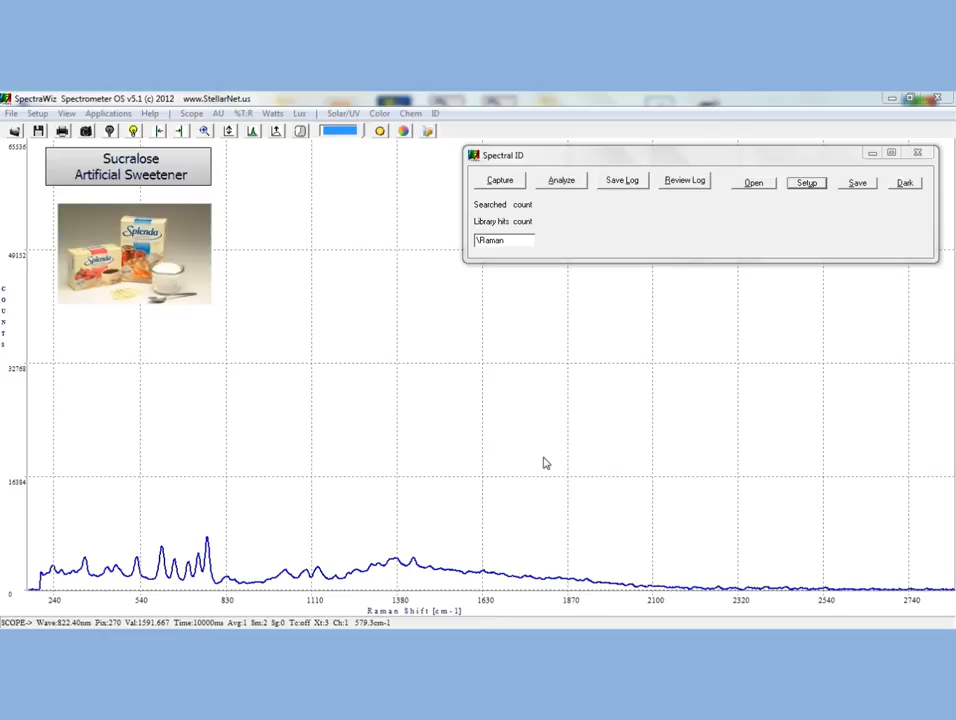 SpectraWiz Spectrometer OS v5.1 (c) 2012 www.StellarNet.us
File Setup View Applications Help Scope AU %T:R Watts Lux Solar/UV Color Chem ID
65536
Sucralose
Artificial Sweetener
Splenda
Spectral ID
Capture Analyze Save Log Review Log Open Setup Save Dark
Searched count
Library hits count
\Raman
49152
COUNTS
32768
16384
0
240 540 830 1110 1380 1630 1870 2100 2320 2540 2740
Raman Shift [cm-1]
SCOPE-> Wave:822.40nm Pix:270 Val:1591.667 Time:10000ms Avg:1 Sm:2 Sg:0 Tc:off Xt:3 Ch:1 579.3cm-1